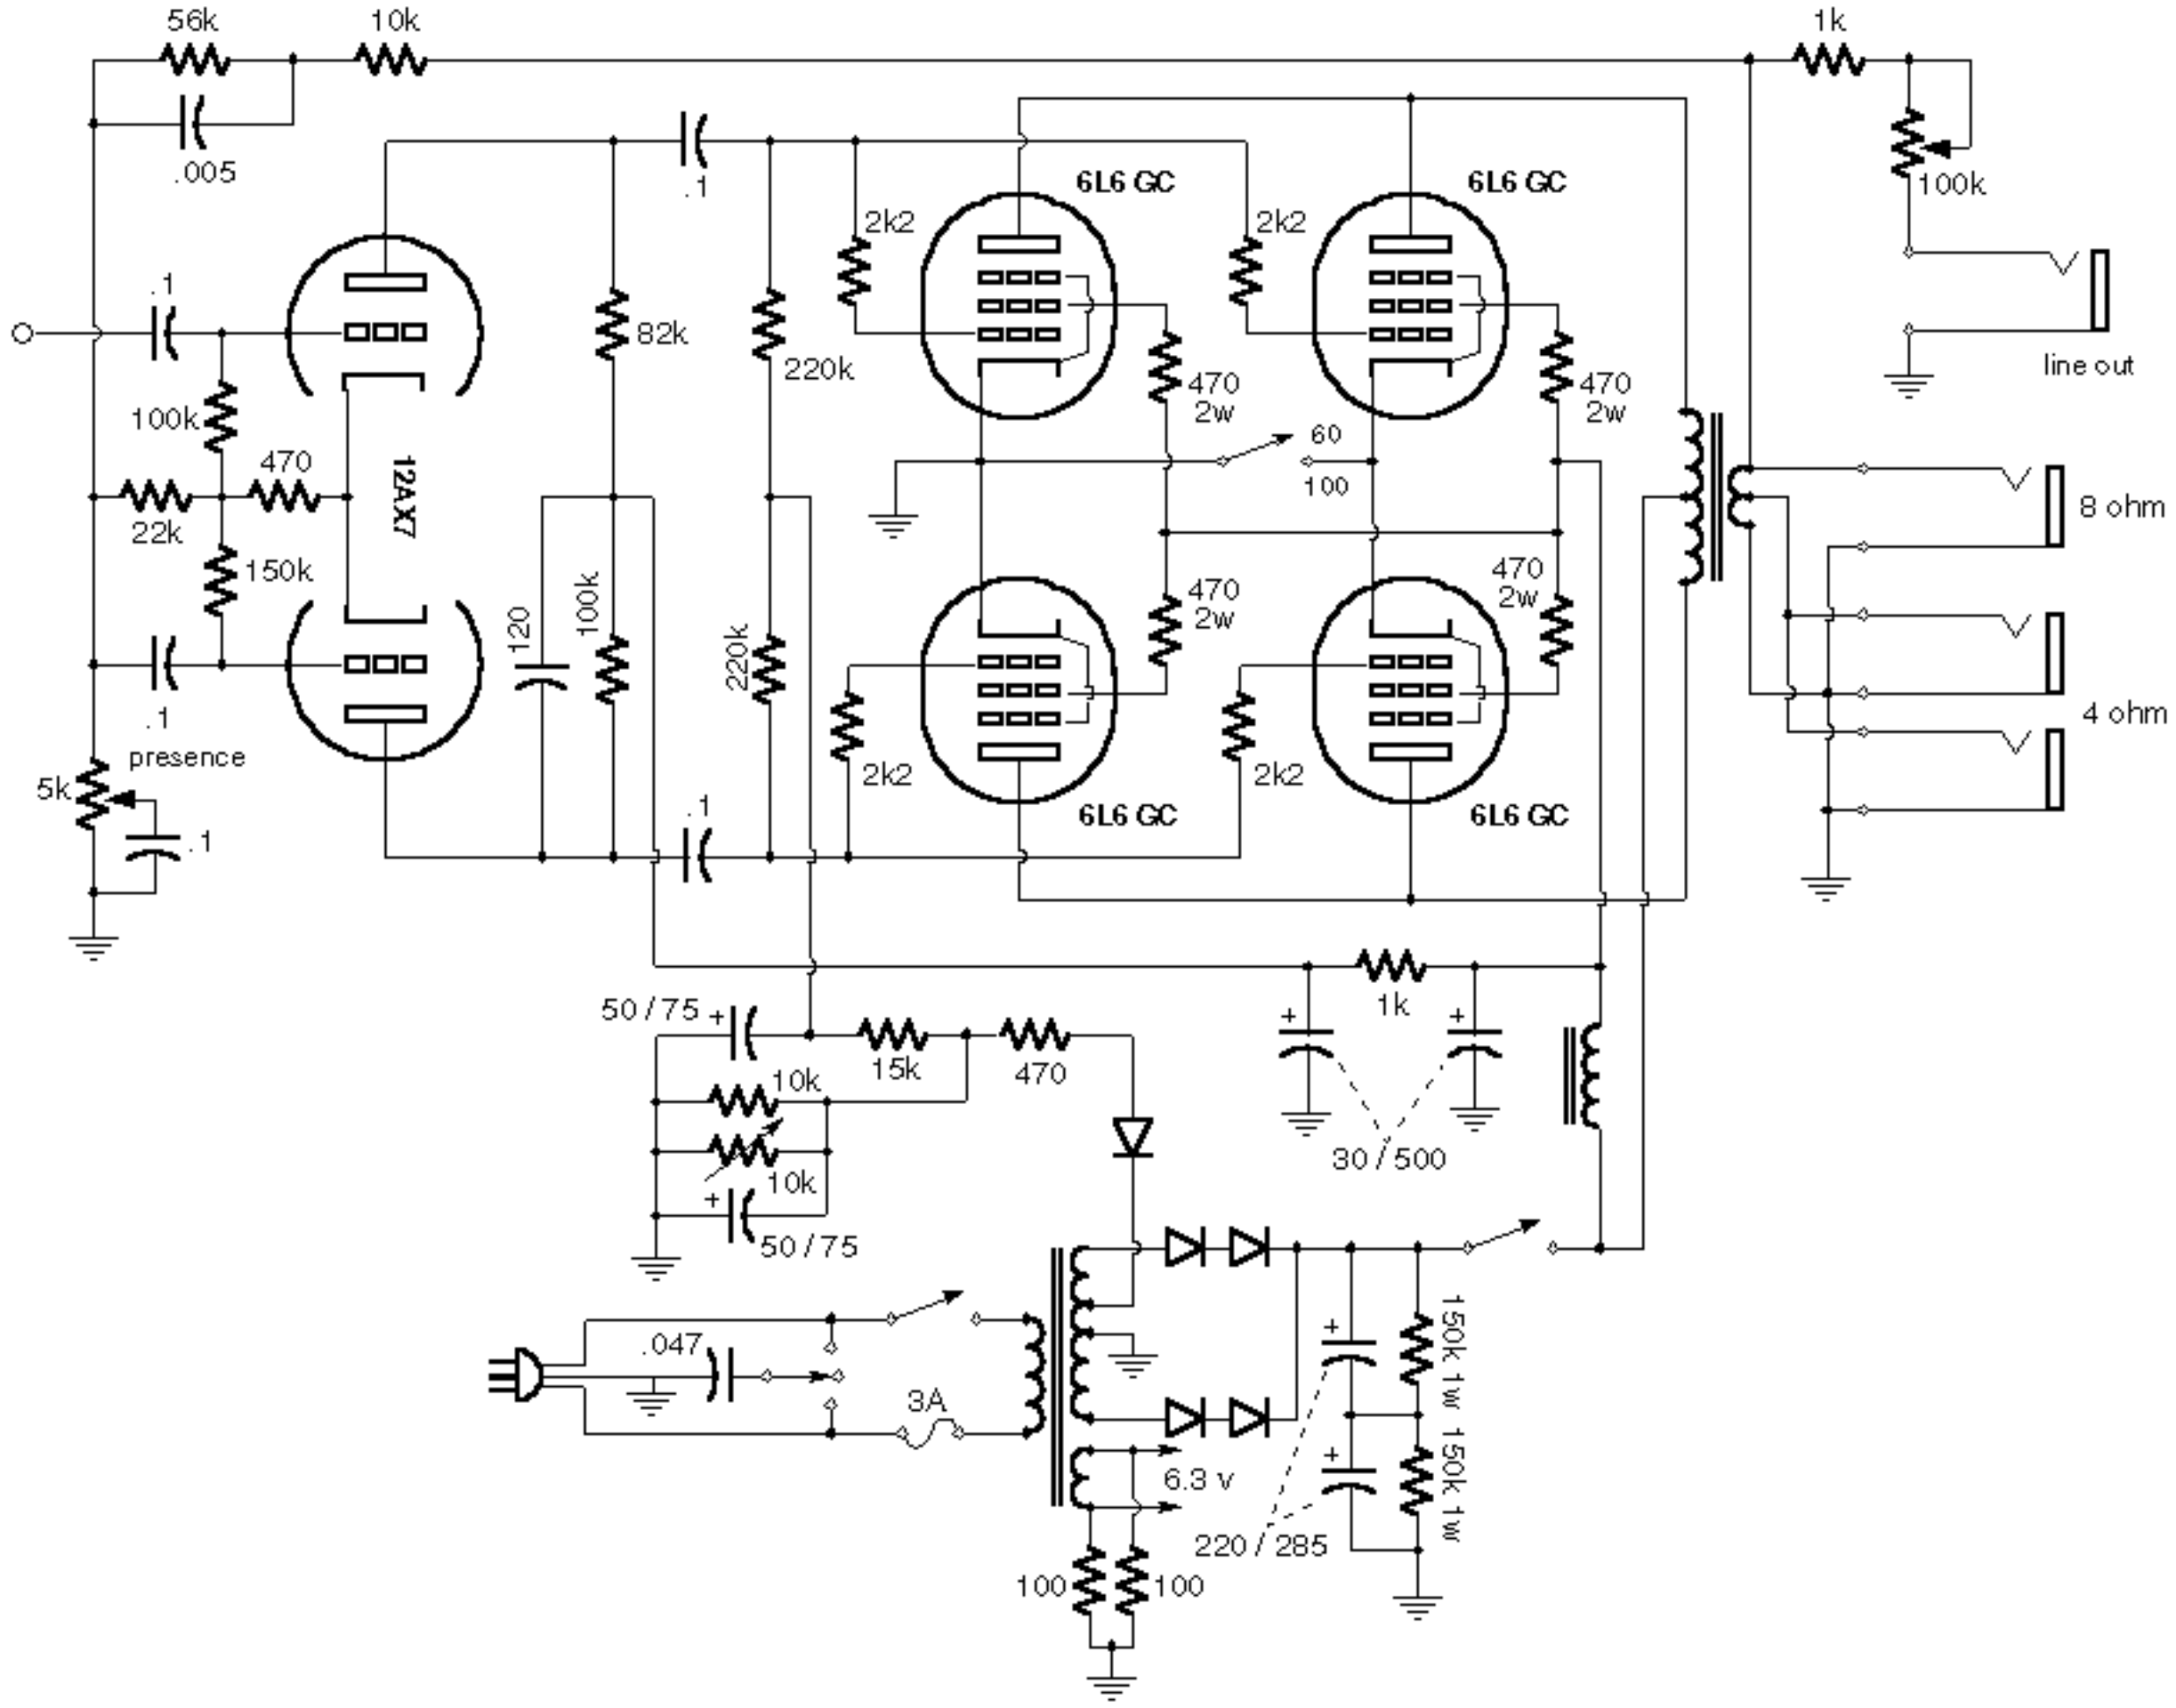 56k
10k
1k
.005
.1
6L6 GC
6L6 GC
100k
2k2
2k2
.1
82k
220k
470
2w
470
2w
line out
100k
470
12AX7
60
100
22k
8 ohm
150k
120
100k
220k
470
2w
470
2w
.1
4 ohm
presence
5k
.1
2k2
2k2
.1
6L6 GC
6L6 GC
50 / 75
+
15k
470
+
+
1k
10k
30 / 500
10k
+
50 / 75
.047
3A
+
150k 1w
+
150k 1w
6.3 v
220 / 285
100
100